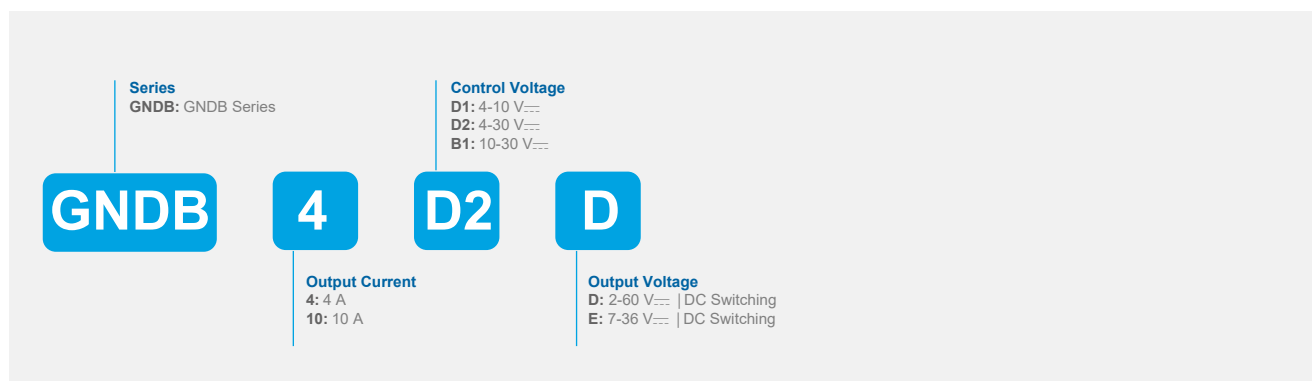 Series
GNDB: GNDB Series
Control Voltage
D1: 4-10 V⎓
D2: 4-30 V⎓
B1: 10-30 V⎓
GNDB 4 D2 D
Output Current
4: 4 A
10: 10 A
Output Voltage
D: 2-60 V⎓ | DC Switching
E: 7-36 V⎓ | DC Switching